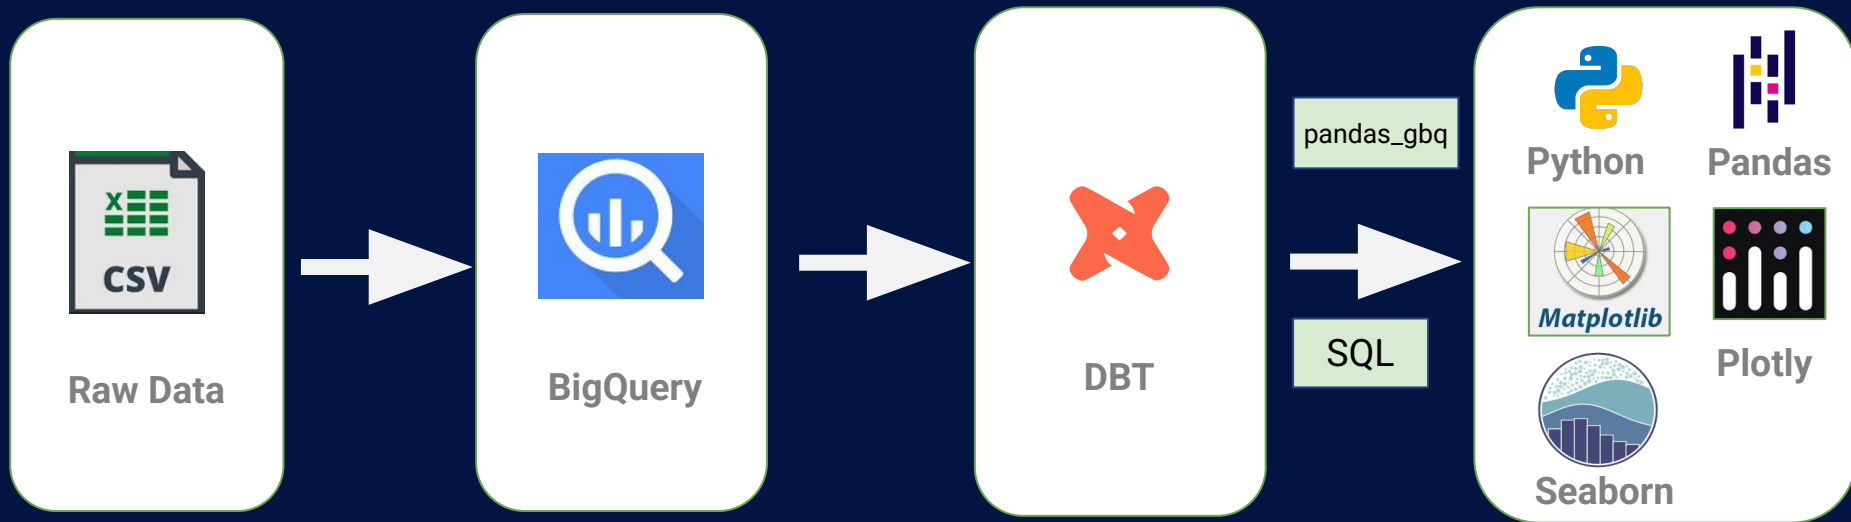 X
CSV
Raw Data
BigQuery
DBT
pandas_gbq
SQL
Python
Pandas
Matplotlib
Plotly
Seaborn